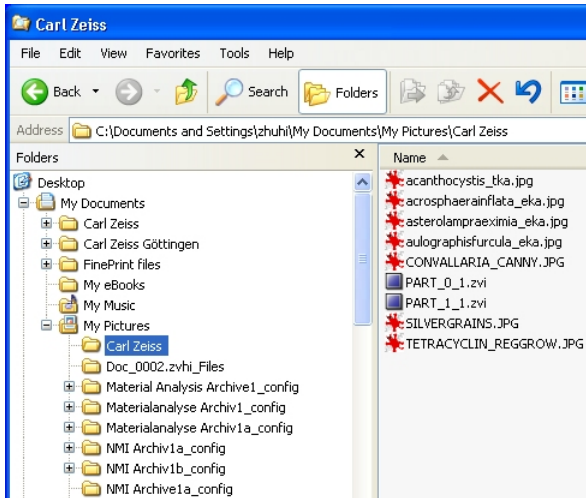 Carl Zeiss
File Edit View Favorites Tools Help
Back Search Folders
Address C:\Documents and Settings\zhuhi\My Documents\My Pictures\Carl Zeiss
Folders
Desktop
My Documents
Carl Zeiss
Carl Zeiss Göttingen
FinePrint files
My eBooks
My Music
My Pictures
Carl Zeiss
Doc_0002.zvhi_Files
Material Analysis Archive1_config
Materialanalyse Archiv1_config
Materialanalyse Archiv1a_config
NMI Archiv1a_config
NMI Archiv1b_config
NMI Archive1a_config
Name
acanthocystis_tka.jpg
acrosphaerainflata_eka.jpg
asterolampraeximia_eka.jpg
aulographisfurcula_eka.jpg
CONVALLARIA_CANNY.JPG
PART_0_1.zvi
PART_1_1.zvi
SILVERGRAINS.JPG
TETRACYCLIN_REGGROW.JPG